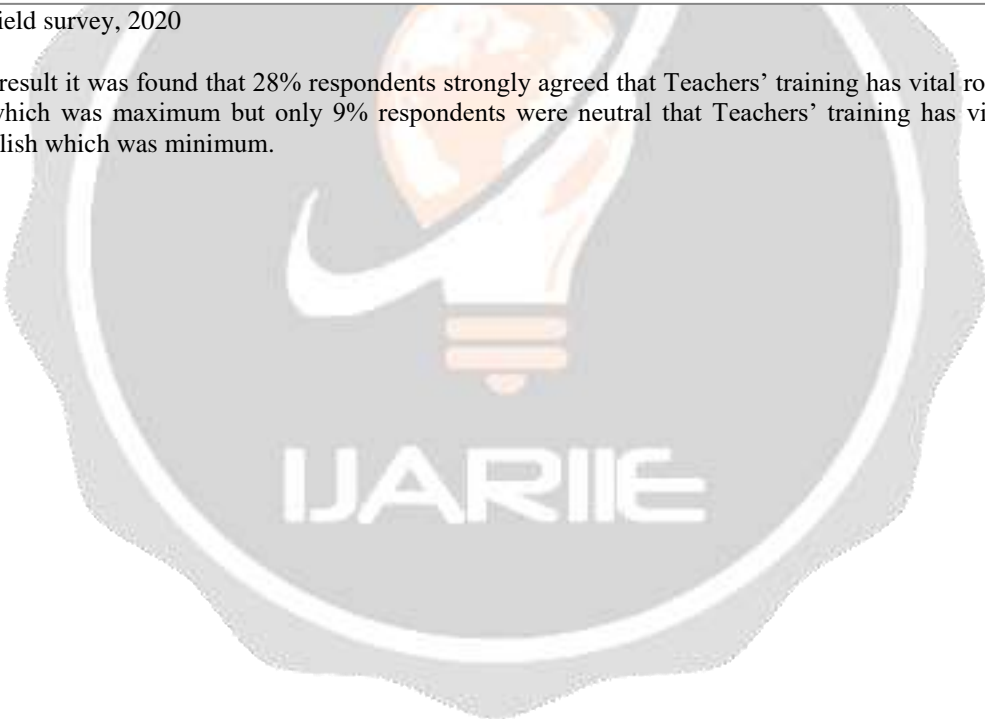 ield survey, 2020
result it was found that 28% respondents strongly agreed that Teachers’ training has vital ro
which was maximum but only 9% respondents were neutral that Teachers’ training has vi
lish which was minimum.
IJARIIE